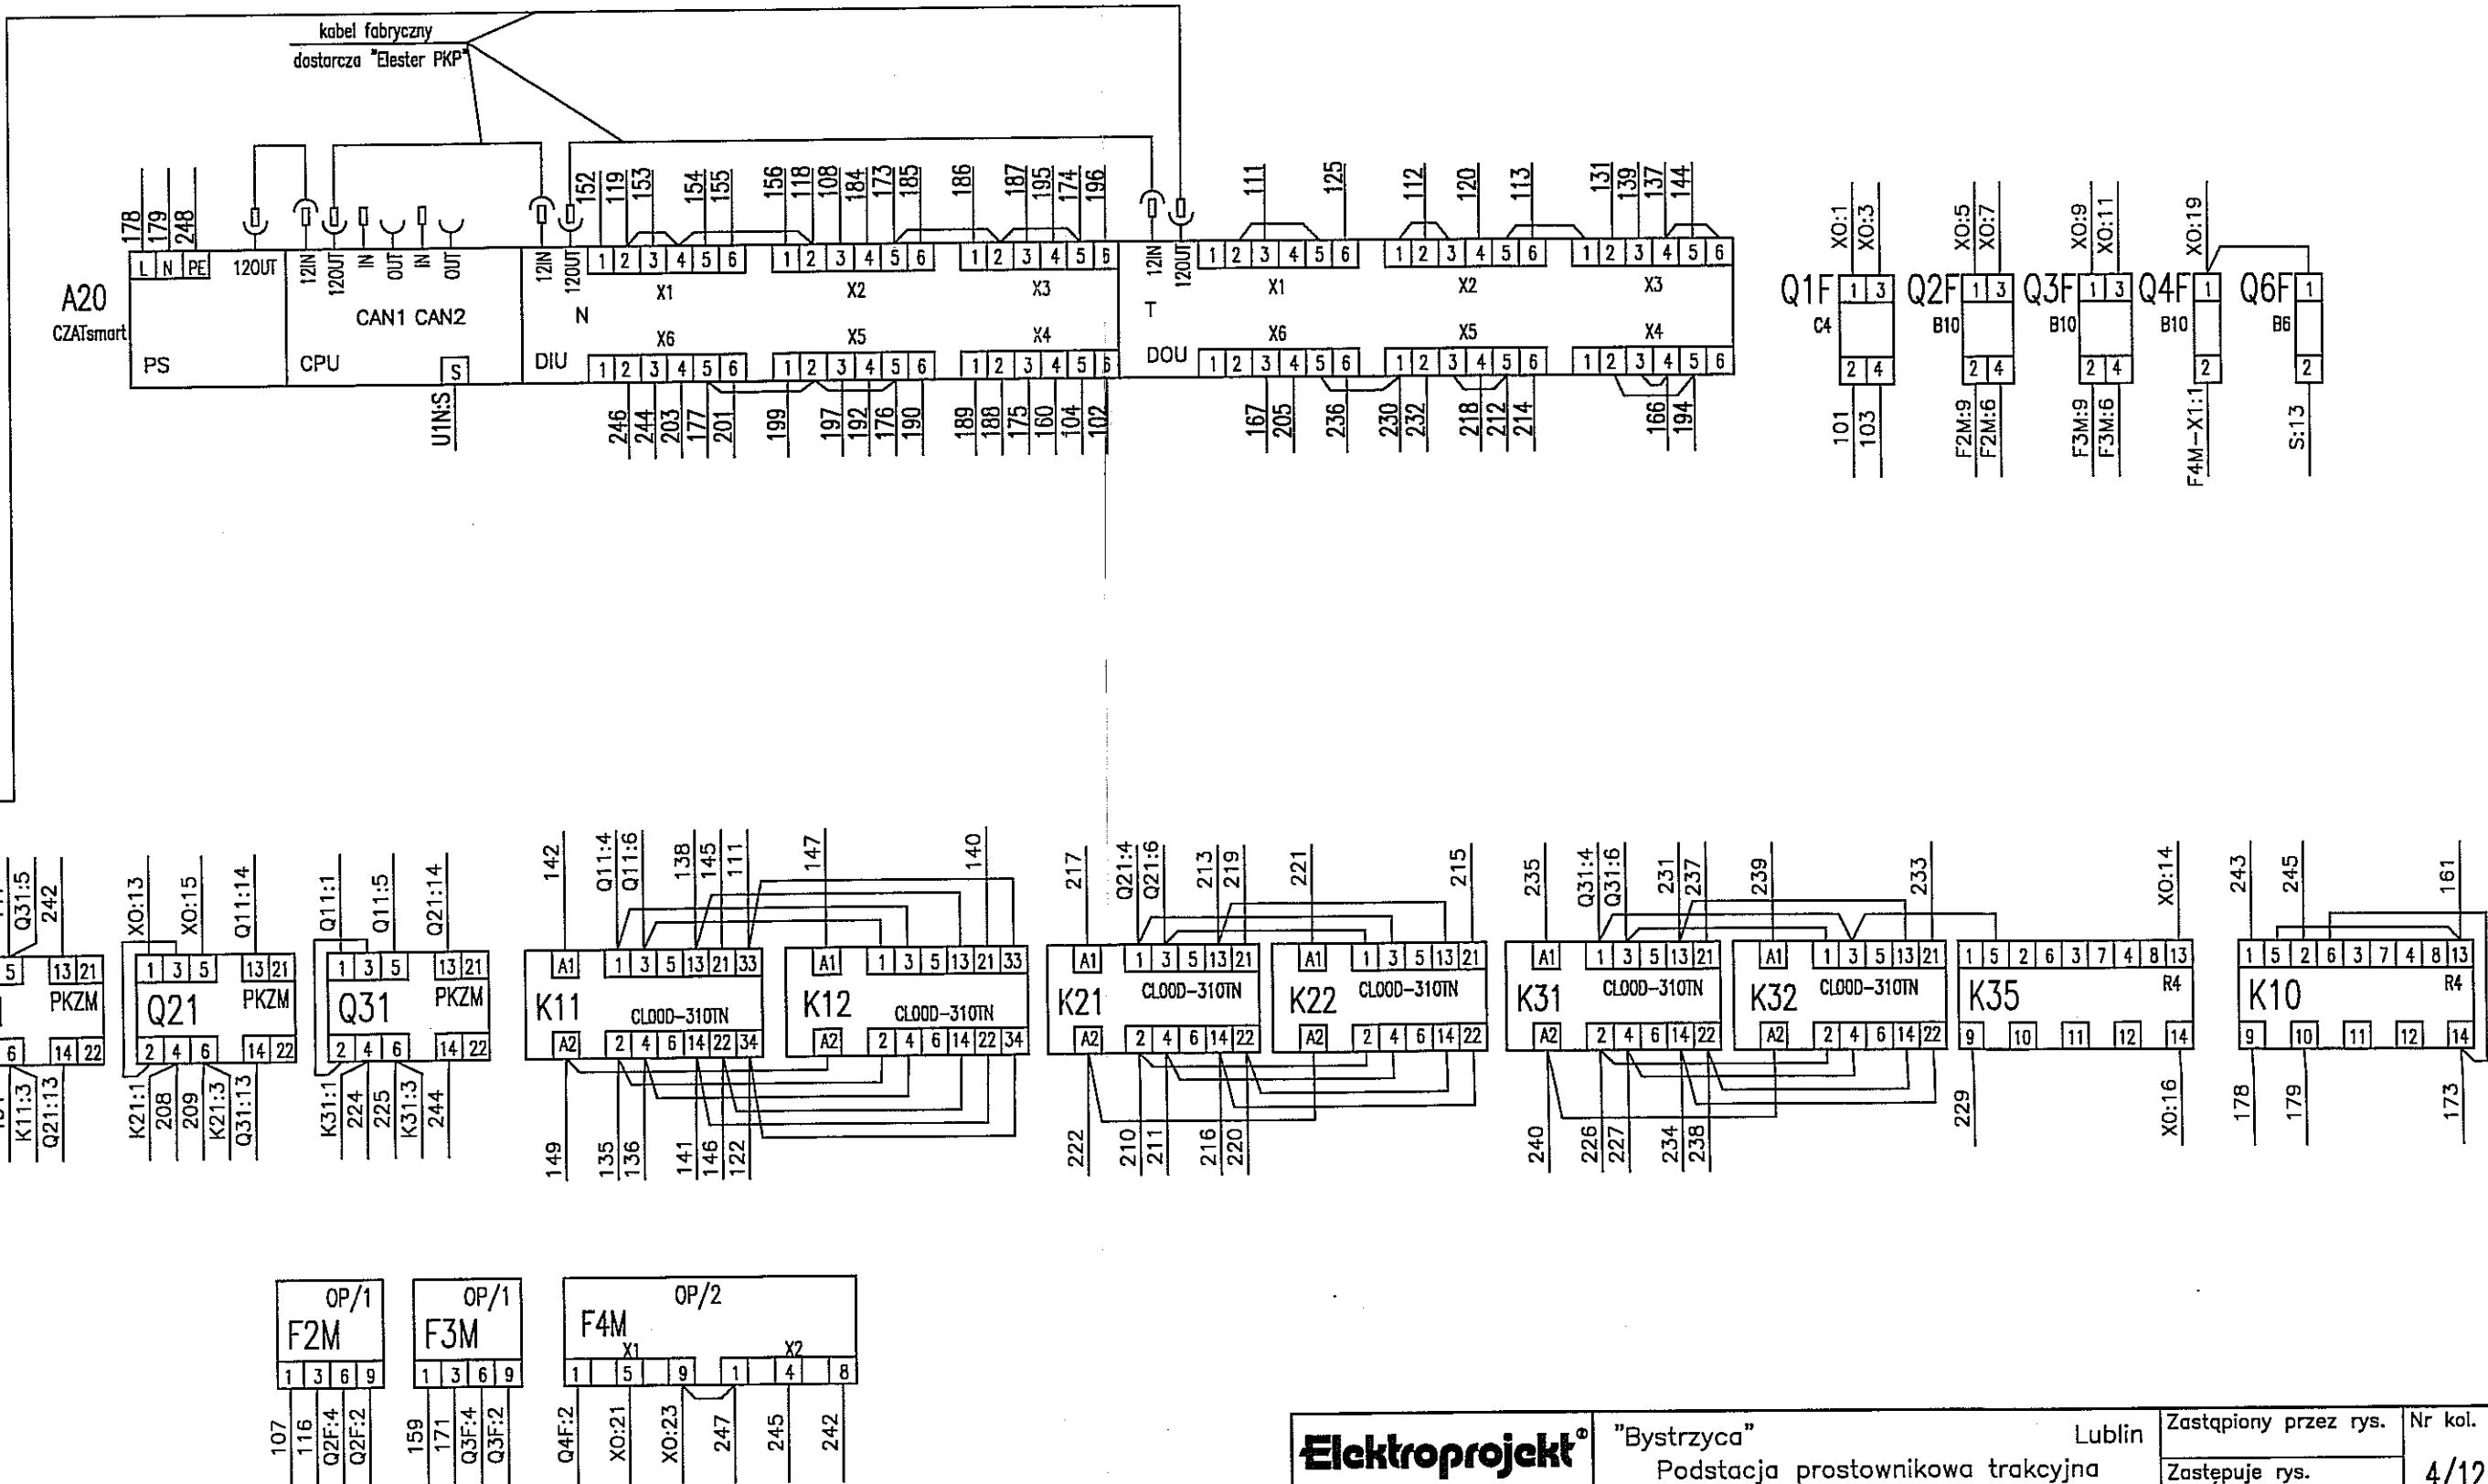 kabel fabryczny
dostarcza "Elester PKP"
178 179 248
152 119 153 154 155 156 118 108 184 173 185 186 187 195 174 196
111 125 112 120 113 131 139 137 144
XO:1 XO:3 XO:5 XO:7 XO:9 XO:11 XO:19
L N PE 12OUT
12IN 12OUT IN OUT IN OUT
12IN 12OUT
1 2 3 4 5 6 1 2 3 4 5 6 1 2 3 4 5 6
12IN 12OUT
1 2 3 4 5 6 1 2 3 4 5 6 1 2 3 4 5 6
A20
CZATsmart
CAN1 CAN2
N X1 X2 X3
T X1 X2 X3
PS CPU S
DIU X6 X5 X4
DOU X6 X5 X4
1 2 3 4 5 6 1 2 3 4 5 6 1 2 3 4 5 6
1 2 3 4 5 6 1 2 3 4 5 6 1 2 3 4 5 6
Q1F 1 3 Q2F 1 3 Q3F 1 3 Q4F 1 Q6F 1
C4 B10 B10 B10 B6
2 4 2 4 2 4 2 2
U1N:S
246 244 203 177 201 199 197 192 176 190 189 188 175 160 104 102
167 205 236 230 232 218 212 214 166 194
101 103 F2M:9 F2M:6 F3M:9 F3M:6 F4M-X1:1 S:13
Q31:5 242
XO:13 XO:15 Q11:14
Q11:1 Q11:5 Q21:14
142 Q11:4 Q11:6 138 145 111 147 140
217 Q21:4 Q21:6 213 219 221 215
235 Q31:4 Q31:6 231 237 239 233
XO:14 243 245 161
5 13 21
PKZM
6 14 22
1 3 5 13 21
Q21 PKZM
2 4 6 14 22
1 3 5 13 21
Q31 PKZM
2 4 6 14 22
A1 1 3 5 13 21 33
K11 CL00D-310TN
A2 2 4 6 14 22 34
A1 1 3 5 13 21 33
K12 CL00D-310TN
A2 2 4 6 14 22 34
A1 1 3 5 13 21
K21 CL00D-310TN
A2 2 4 6 14 22
A1 1 3 5 13 21
K22 CL00D-310TN
A2 2 4 6 14 22
A1 1 3 5 13 21
K31 CL00D-310TN
A2 2 4 6 14 22
A1 1 3 5 13 21
K32 CL00D-310TN
A2 2 4 6 14 22
1 5 2 6 3 7 4 8 13
K35 R4
9 10 11 12 14
1 5 2 6 3 7 4 8 13
K10 R4
9 10 11 12 14
K11:3 Q21:13
K21:1 208 209 K21:3 Q31:13
K31:1 224 225 K31:3 244
149 135 136 141 146 122
222 210 211 216 220
240 226 227 234 238
229 XO:16 178 179 173
OP/1
F2M
1 3 6 9
107 116 Q2F:4 Q2F:2
OP/1
F3M
1 3 6 9
159 171 Q3F:4 Q3F:2
OP/2
F4M
X1 X2
1 5 9 1 4 8
Q4F:2 XO:21 XO:23 247 245 242
Elektroprojekt®
"Bystrzyca" Lublin
Podstacja prostownikowa trakcyjna
Zastąpiony przez rys.
Zastępuje rys.
Nr kol.
4/12